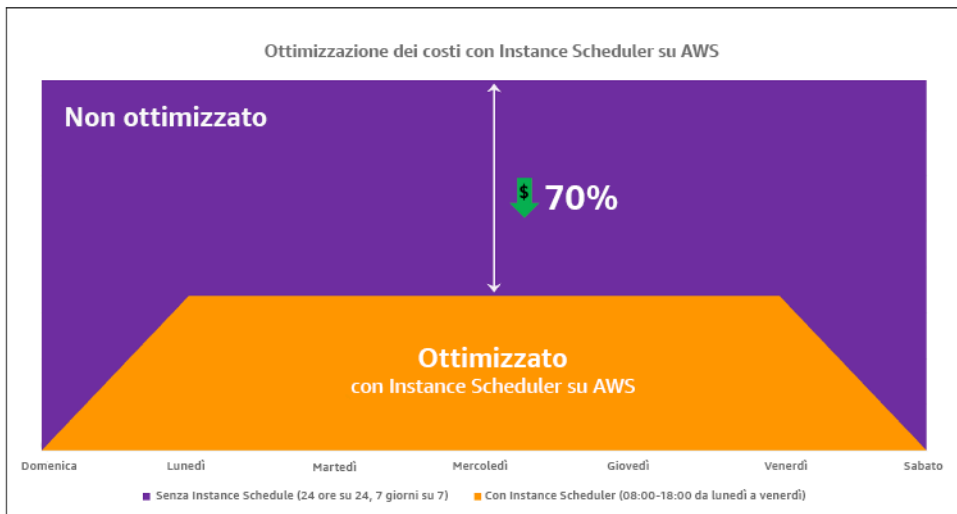 Ottimizzazione dei costi con Instance Scheduler su AWS
Non ottimizzato
$ 70%
Ottimizzato
con Instance Scheduler su AWS
Domenica Lunedì Martedì Mercoledì Giovedì Venerdì Sabato
Senza Instance Schedule (24 ore su 24, 7 giorni su 7) Con Instance Scheduler (08:00-18:00 da lunedì a venerdì)